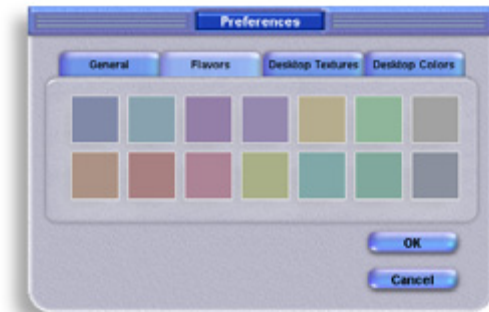 Preferences
General Flavors Desktop Textures Desktop Colors
OK
Cancel